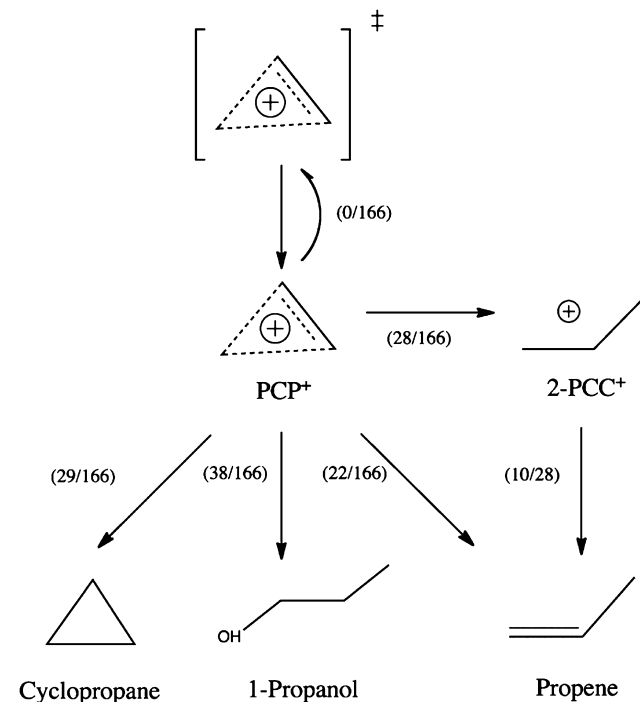 ‡
+
(0/166)
+
+
(28/166)
PCP⁺
2-PCC⁺
(29/166)
(38/166)
(22/166)
(10/28)
OH
Cyclopropane
1-Propanol
Propene